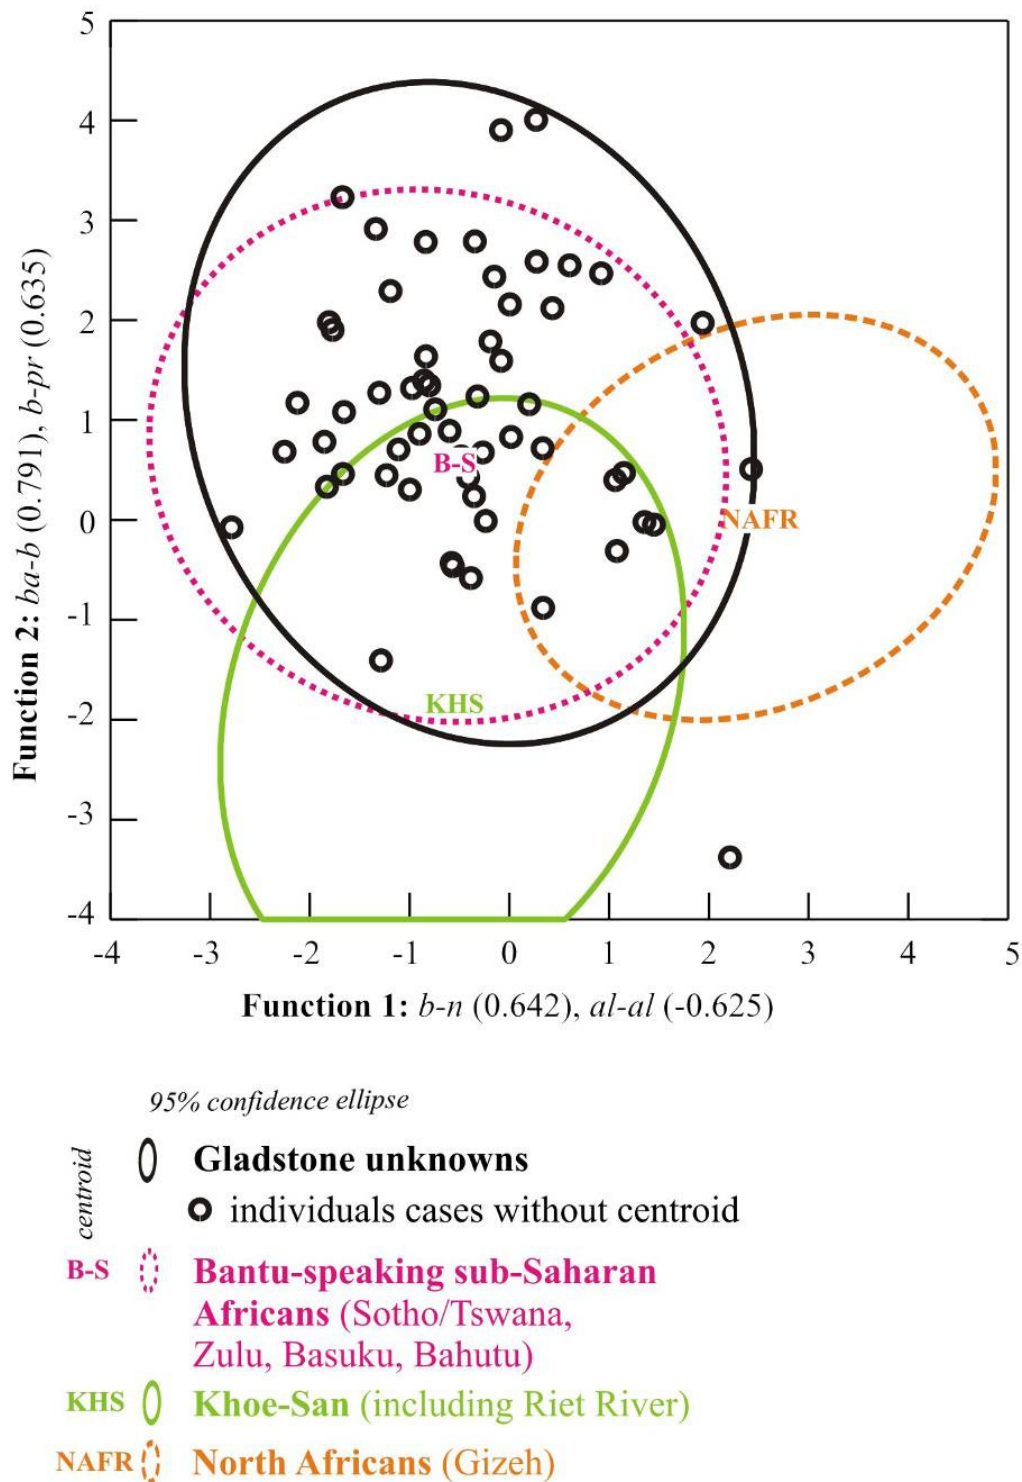 5
4
3
2
1
0
-1
-2
-3
-4
Function 2: ba-b (0.791), b-pr (0.635)
B-S
NAFR
KHS
-4 -3 -2 -1 0 1 2 3 4 5
Function 1: b-n (0.642), al-al (-0.625)
95% confidence ellipse
centroid
Gladstone unknowns
individuals cases without centroid
B-S Bantu-speaking sub-Saharan
Africans (Sotho/Tswana,
Zulu, Basuku, Bahutu)
KHS Khoe-San (including Riet River)
NAFR North Africans (Gizeh)